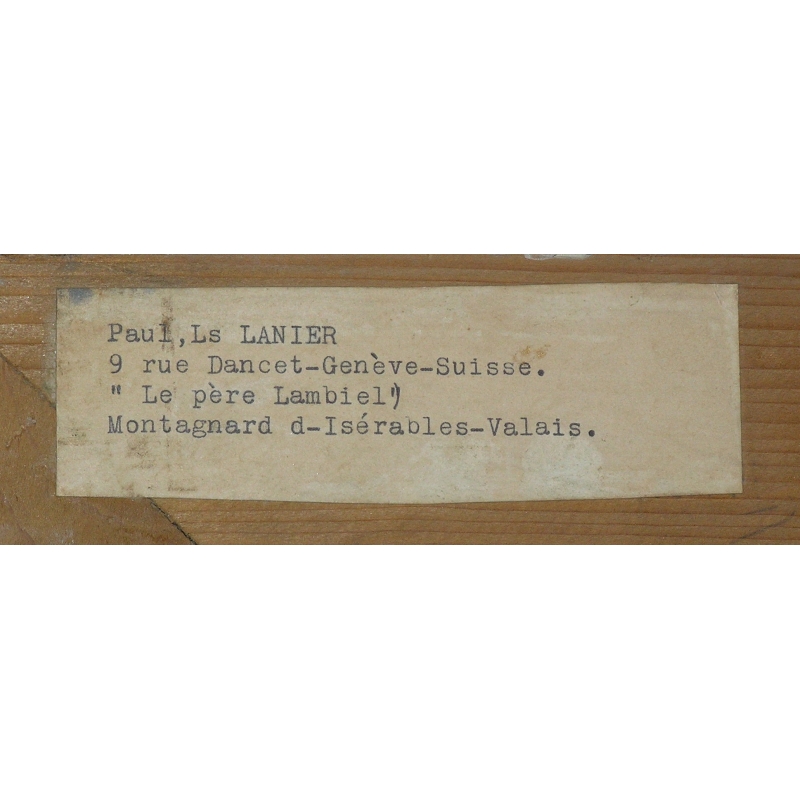 Paul,Ls LANIER
9 rue Dancet-Genève-Suisse.
" Le père Lambiel")
Montagnard d-Isérables-Valais.